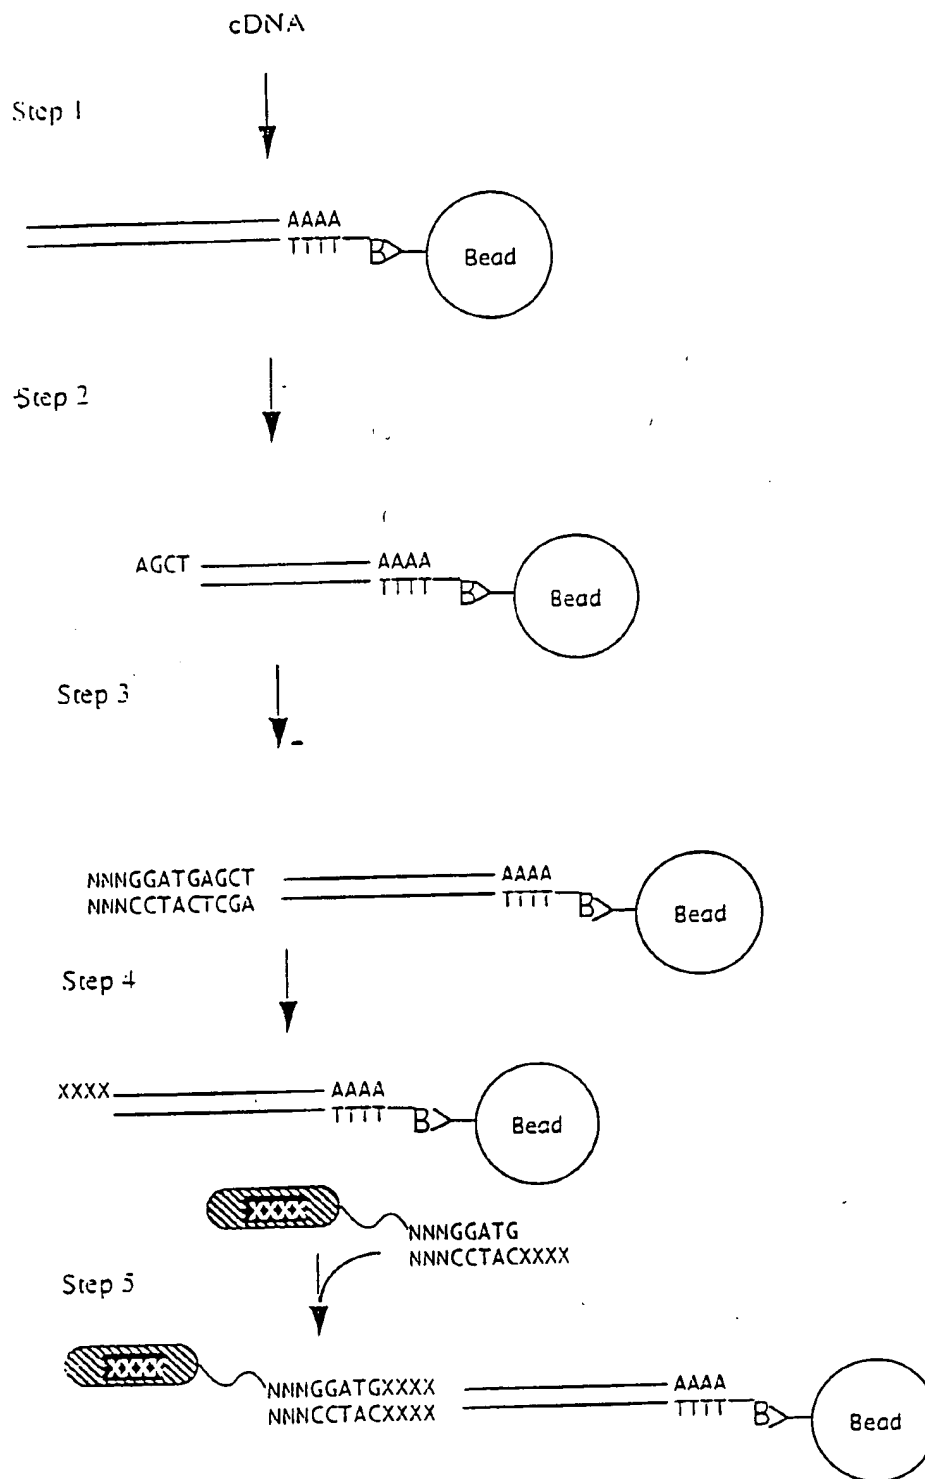 cDNA
Step 1
AAAA
TTTT B Bead
Step 2
AGCT AAAA
TTTT B Bead
Step 3
NNNGGATGAGCT AAAA
NNNCCTACTCGA TTTT B Bead
Step 4
XXXX AAAA
TTTT B Bead
XXXX
NNNGGATG
NNNCCTACXXXX
Step 5
XXXX
NNNGGATGXXXX AAAA
NNNCCTACXXXX TTTT B Bead